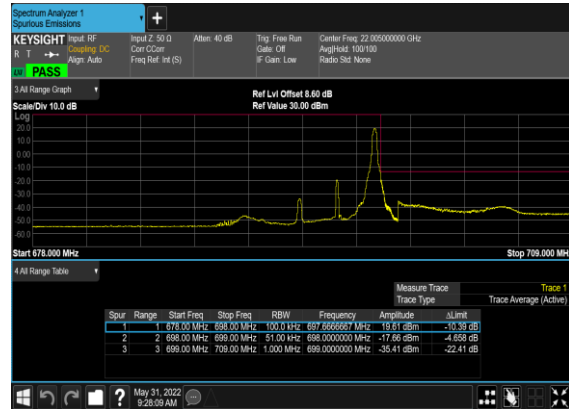 Spectrum Analyzer 1
Spurious Emissions
+
KEYSIGHT Input: RF Input Z: 50 Ω Atten: 40 dB Trig: Free Run Center Freq: 22.005000000 GHz
R T Coupling: DC Corr CCorr Gate: Off Avg|Hold: 100/100
Align: Auto Freq Ref: Int (S) IF Gain: Low Radio Std: None
LW PASS
3 All Range Graph
Ref Lvl Offset 8.60 dB
Scale/Div 10.0 dB Ref Value 30.00 dBm
Log
20.0
10.0
0.00
-10.0
-20.0
-30.0
-40.0
-50.0
-60.0
Start 678.000 MHz Stop 709.000 MH
4 All Range Table
Measure Trace Trace 1
Trace Type Trace Average (Active)
Spur Range Start Freq Stop Freq RBW Frequency Amplitude ΔLimit
1 1 678.00 MHz 698.00 MHz 100.0 kHz 697.6666667 MHz 19.61 dBm -10.39 dB
2 2 698.00 MHz 699.00 MHz 51.00 kHz 698.0000000 MHz -17.66 dBm -4.658 dB
3 3 699.00 MHz 709.00 MHz 1.000 MHz 699.0000000 MHz -35.41 dBm -22.41 dB
? May 31, 2022
9:28:09 AM